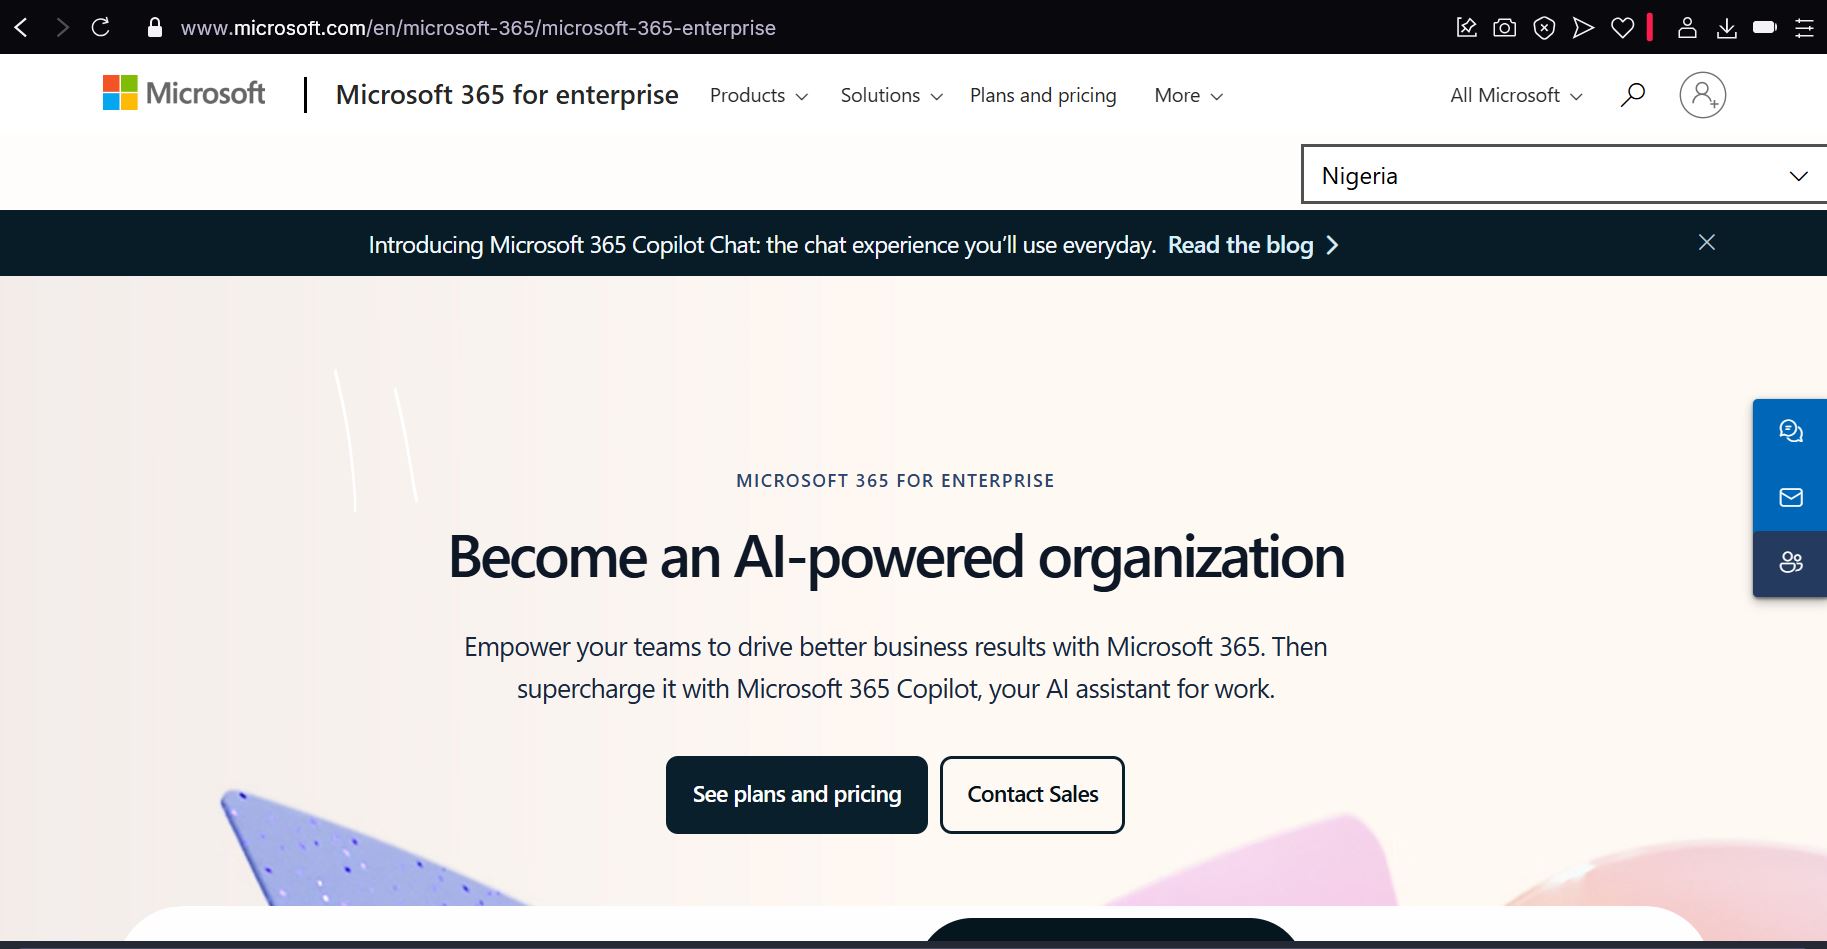 www.microsoft.com/en/microsoft-365/microsoft-365-enterprise
Microsoft
Microsoft 365 for enterprise
Products
Solutions
Plans and pricing
More
All Microsoft
Nigeria
Introducing Microsoft 365 Copilot Chat: the chat experience you’ll use everyday. Read the blog
MICROSOFT 365 FOR ENTERPRISE
Become an AI-powered organization
Empower your teams to drive better business results with Microsoft 365. Then
supercharge it with Microsoft 365 Copilot, your AI assistant for work.
See plans and pricing
Contact Sales